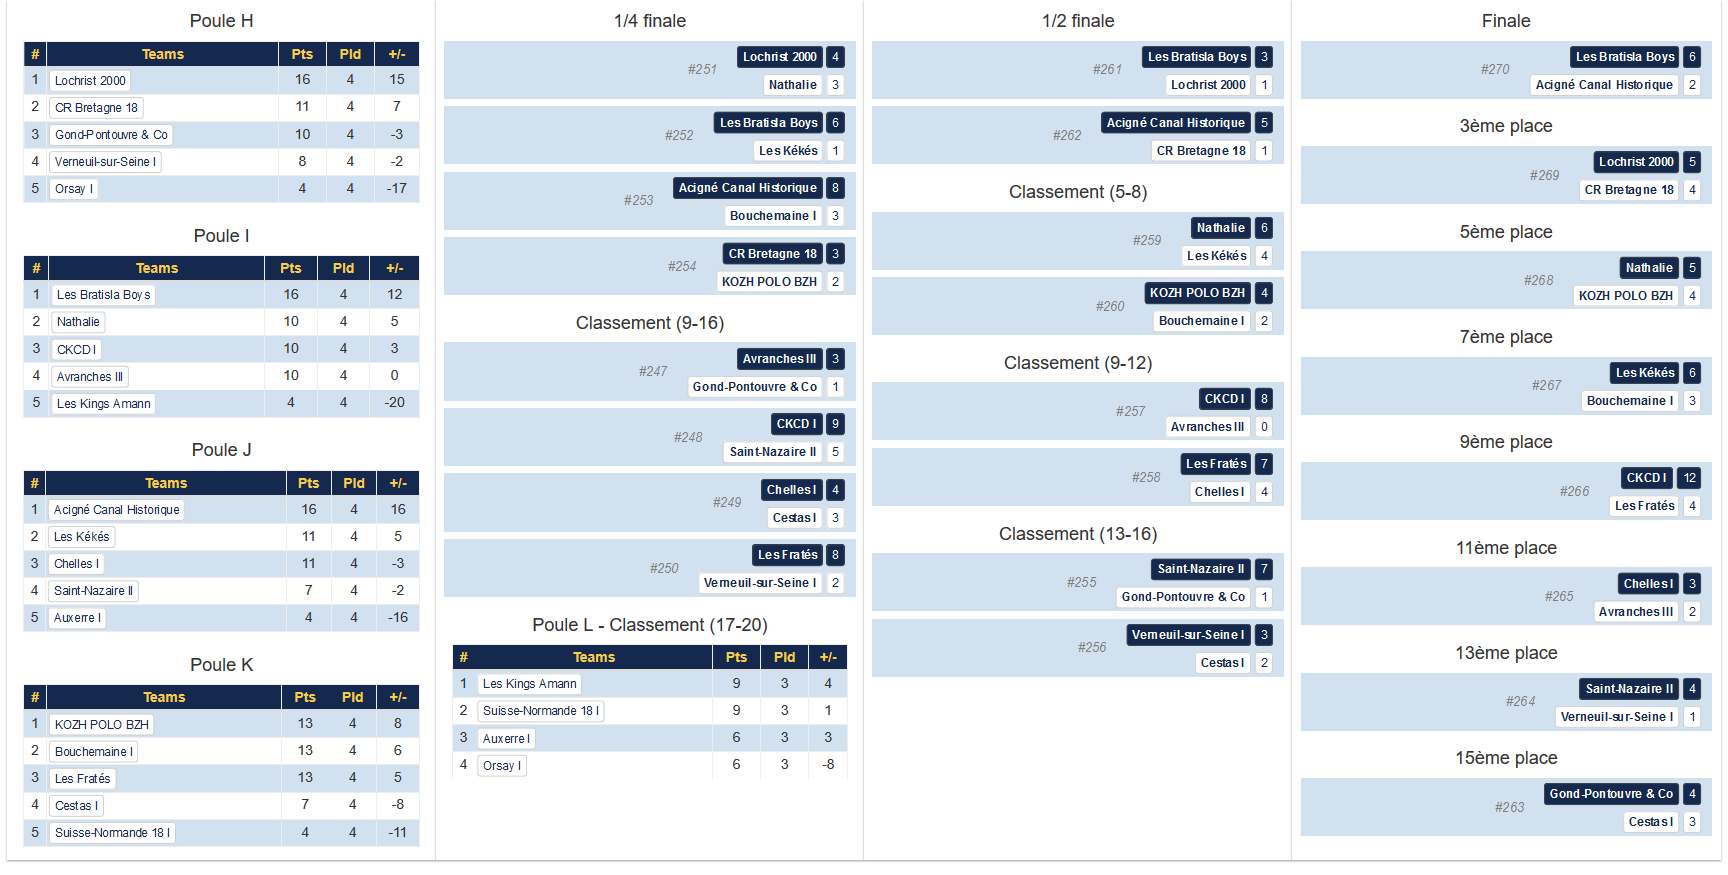 Poule H
# Teams Pts Pld +/-
1 Lochrist 2000 16 4 15
2 CR Bretagne 18 11 4 7
3 Gond-Pontouvre & Co 10 4 -3
4 Verneuil-sur-Seine I 8 4 -2
5 Orsay I 4 4 -17
Poule I
# Teams Pts Pld +/-
1 Les Bratisla Boys 16 4 12
2 Nathalie 10 4 5
3 CKCD I 10 4 3
4 Avranches III 10 4 0
5 Les Kings Amann 4 4 -20
Poule J
# Teams Pts Pld +/-
1 Acigné Canal Historique 16 4 16
2 Les Kékés 11 4 5
3 Chelles I 11 4 -3
4 Saint-Nazaire II 7 4 -2
5 Auxerre I 4 4 -16
Poule K
# Teams Pts Pld +/-
1 KOZH POLO BZH 13 4 8
2 Bouchemaine I 13 4 6
3 Les Fratés 13 4 5
4 Cestas I 7 4 -8
5 Suisse-Normande 18 I 4 4 -11
1/4 finale
Lochrist 2000 4
#251
Nathalie 3
Les Bratisla Boys 6
#252
Les Kékés 1
Acigné Canal Historique 8
#253
Bouchemaine I 3
CR Bretagne 18 3
#254
KOZH POLO BZH 2
Classement (9-16)
Avranches III 3
#247
Gond-Pontouvre & Co 1
CKCD I 9
#248
Saint-Nazaire II 5
Chelles I 4
#249
Cestas I 3
Les Fratés 8
#250
Verneuil-sur-Seine I 2
Poule L - Classement (17-20)
# Teams Pts Pld +/-
1 Les Kings Amann 9 3 4
2 Suisse-Normande 18 I 9 3 1
3 Auxerre I 6 3 3
4 Orsay I 6 3 -8
1/2 finale
Les Bratisla Boys 3
#261
Lochrist 2000 1
Acigné Canal Historique 5
#262
CR Bretagne 18 1
Classement (5-8)
Nathalie 6
#259
Les Kékés 4
KOZH POLO BZH 4
#260
Bouchemaine I 2
Classement (9-12)
CKCD I 8
#257
Avranches III 0
Les Fratés 7
#258
Chelles I 4
Classement (13-16)
Saint-Nazaire II 7
#255
Gond-Pontouvre & Co 1
Verneuil-sur-Seine I 3
#256
Cestas I 2
Finale
Les Bratisla Boys 6
#270
Acigné Canal Historique 2
3ème place
Lochrist 2000 5
#269
CR Bretagne 18 4
5ème place
Nathalie 5
#268
KOZH POLO BZH 4
7ème place
Les Kékés 6
#267
Bouchemaine I 3
9ème place
CKCD I 12
#266
Les Fratés 4
11ème place
Chelles I 3
#265
Avranches III 2
13ème place
Saint-Nazaire II 4
#264
Verneuil-sur-Seine I 1
15ème place
Gond-Pontouvre & Co 4
#263
Cestas I 3